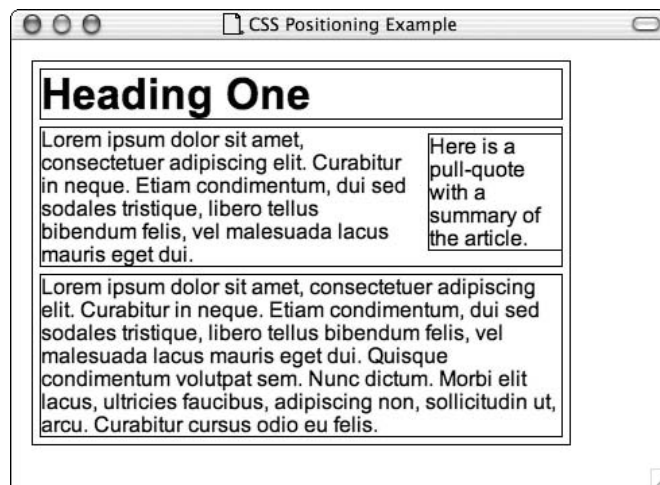 CSS Positioning Example
Heading One
Lorem ipsum dolor sit amet,
consectetuer adipiscing elit. Curabitur
in neque. Etiam condimentum, dui sed
sodales tristique, libero tellus
bibendum felis, vel malesuada lacus
mauris eget dui.
Here is a
pull-quote
with a
summary of
the article.
Lorem ipsum dolor sit amet, consectetuer adipiscing
elit. Curabitur in neque. Etiam condimentum, dui sed
sodales tristique, libero tellus bibendum felis, vel
malesuada lacus mauris eget dui. Quisque
condimentum volutpat sem. Nunc dictum. Morbi elit
lacus, ultricies faucibus, adipiscing non, sollicitudin ut,
arcu. Curabitur cursus odio eu felis.